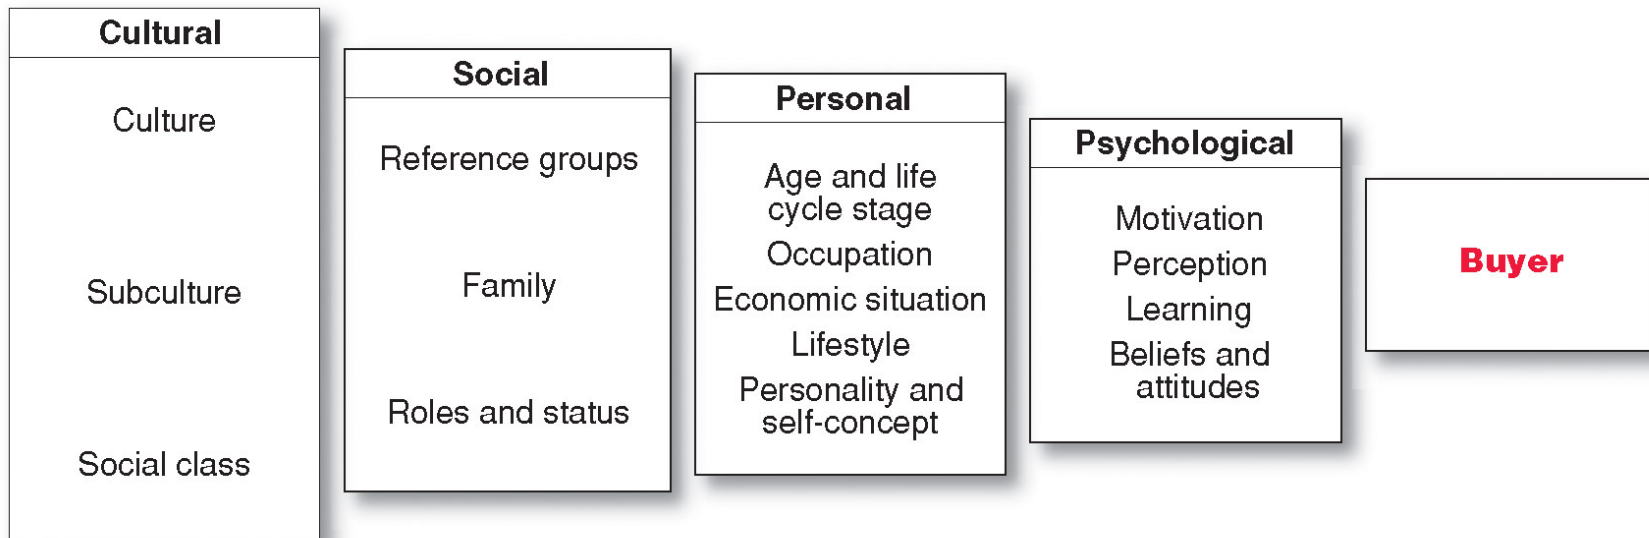 Cultural
Culture
Subculture
Social class
Social
Reference groups
Family
Roles and status
Personal
Age and life
cycle stage
Occupation
Economic situation
Lifestyle
Personality and
self-concept
Psychological
Motivation
Perception
Learning
Beliefs and
attitudes
Buyer